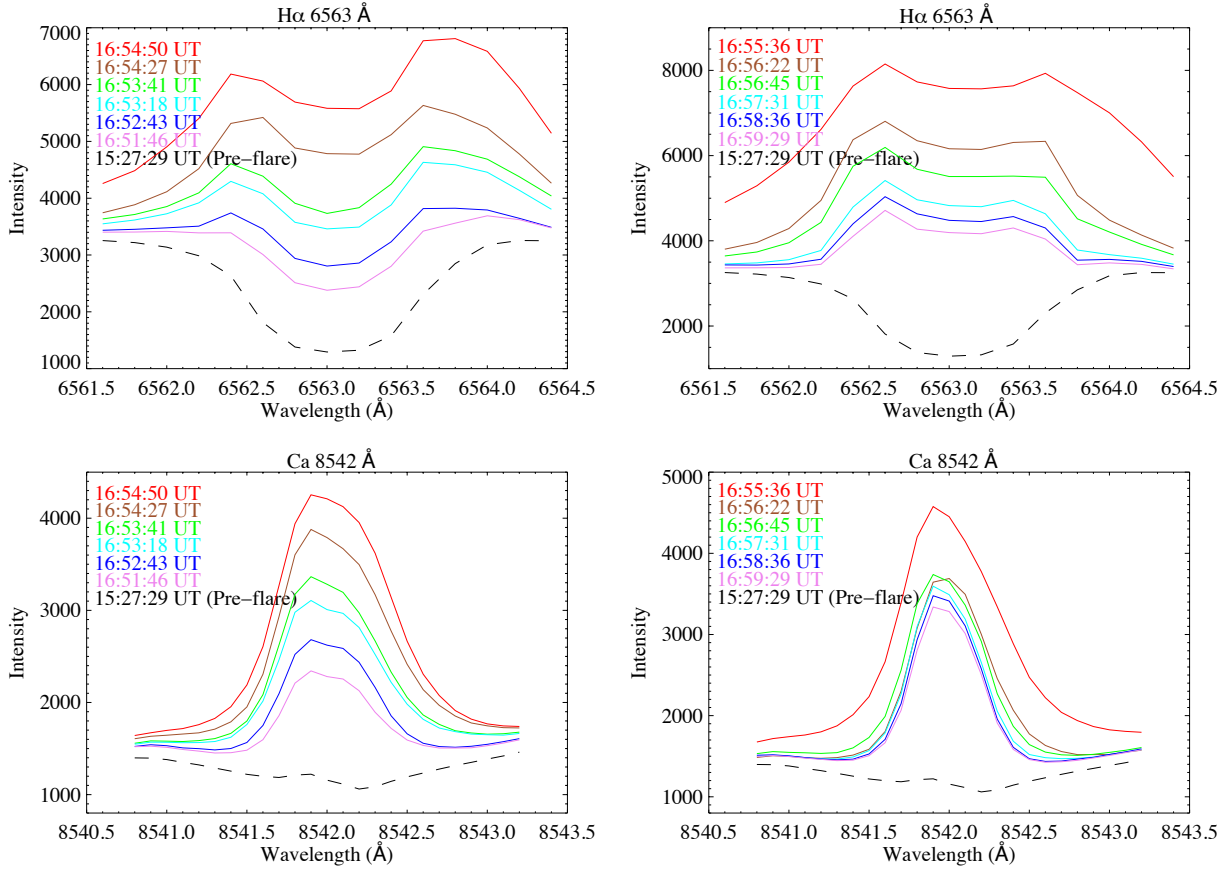 Hα 6563 Å
7000
6000
5000
4000
3000
2000
1000
Intensity
16:54:50 UT
16:54:27 UT
16:53:41 UT
16:53:18 UT
16:52:43 UT
16:51:46 UT
15:27:29 UT (Pre−flare)
6561.5 6562.0 6562.5 6563.0 6563.5 6564.0 6564.5
Wavelength (Å)
Hα 6563 Å
8000
6000
4000
2000
Intensity
16:55:36 UT
16:56:22 UT
16:56:45 UT
16:57:31 UT
16:58:36 UT
16:59:29 UT
15:27:29 UT (Pre−flare)
6561.5 6562.0 6562.5 6563.0 6563.5 6564.0 6564.5
Wavelength (Å)
Ca 8542 Å
4000
3000
2000
1000
Intensity
16:54:50 UT
16:54:27 UT
16:53:41 UT
16:53:18 UT
16:52:43 UT
16:51:46 UT
15:27:29 UT (Pre−flare)
8540.5 8541.0 8541.5 8542.0 8542.5 8543.0 8543.5
Wavelength (Å)
Ca 8542 Å
5000
4000
3000
2000
1000
Intensity
16:55:36 UT
16:56:22 UT
16:56:45 UT
16:57:31 UT
16:58:36 UT
16:59:29 UT
15:27:29 UT (Pre−flare)
8540.5 8541.0 8541.5 8542.0 8542.5 8543.0 8543.5
Wavelength (Å)